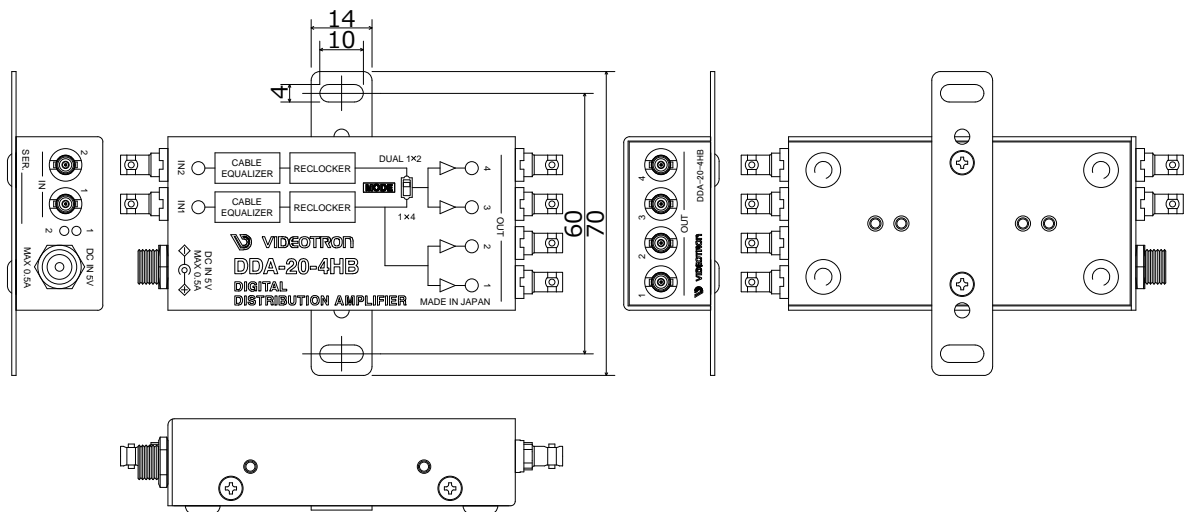 14
10
4
60
70
SER.
IN
2
1
2
1
DC IN 5V
MAX 0.5A
IN2
CABLE
EQUALIZER
RECLOCKER
DUAL 1×2
MODE
IN1
CABLE
EQUALIZER
RECLOCKER
1×4
4
3
OUT
2
1
VIDEOTRON
DDA-20-4HB
DIGITAL
DISTRIBUTION AMPLIFIER
MADE IN JAPAN
DC IN 5V
MAX 0.5A
4
3
2
1
OUT
DDA-20-4HB
VIDEOTRON